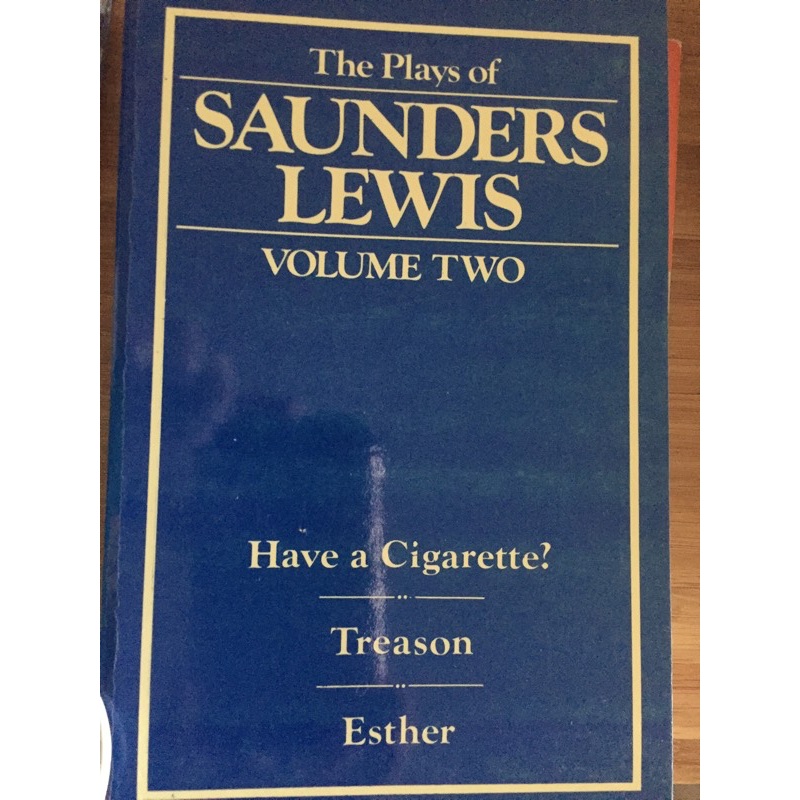 The Plays of
SAUNDERS
LEWIS
VOLUME TWO
Have a Cigarette?
Treason
Esther